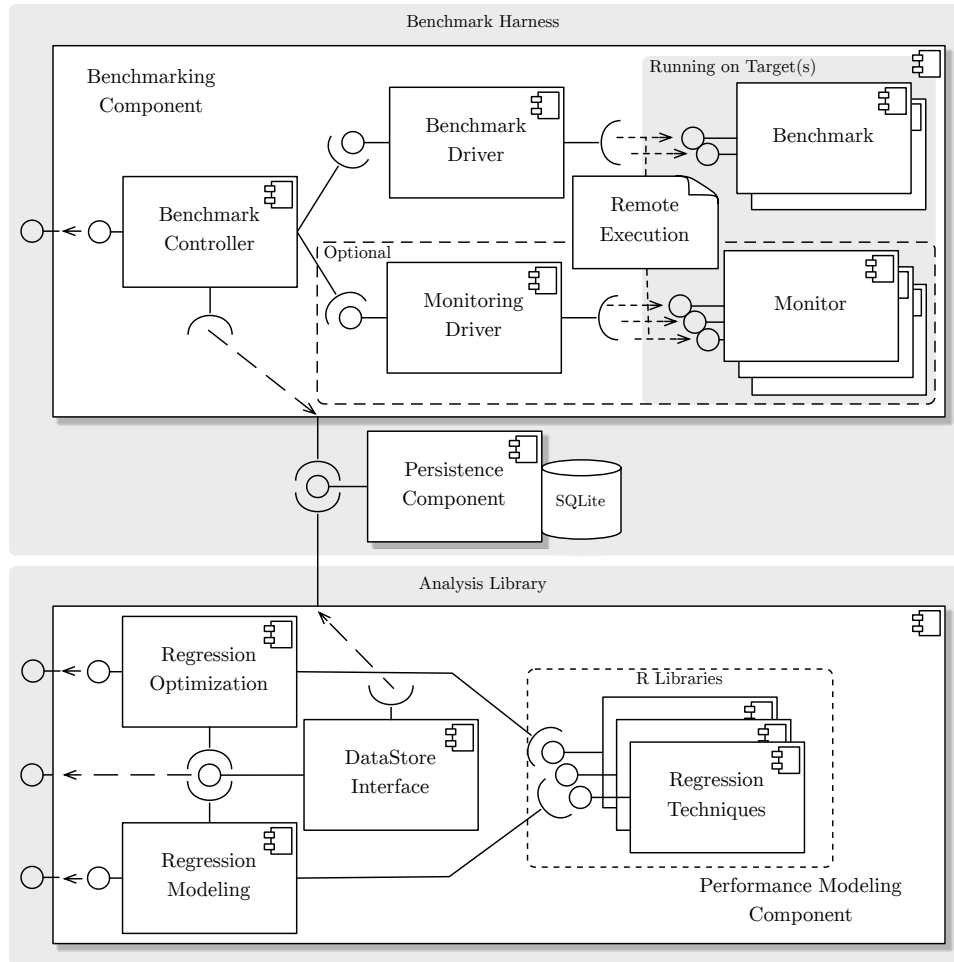 Benchmark Harness
Benchmarking
Component
Running on Target(s)
Benchmark
Driver
Benchmark
Benchmark
Controller
Remote
Execution
Optional
Monitoring
Driver
Monitor
Persistence
Component
SQLite
Analysis Library
Regression
Optimization
R Libraries
DataStore
Interface
Regression
Techniques
Regression
Modeling
Performance Modeling
Component